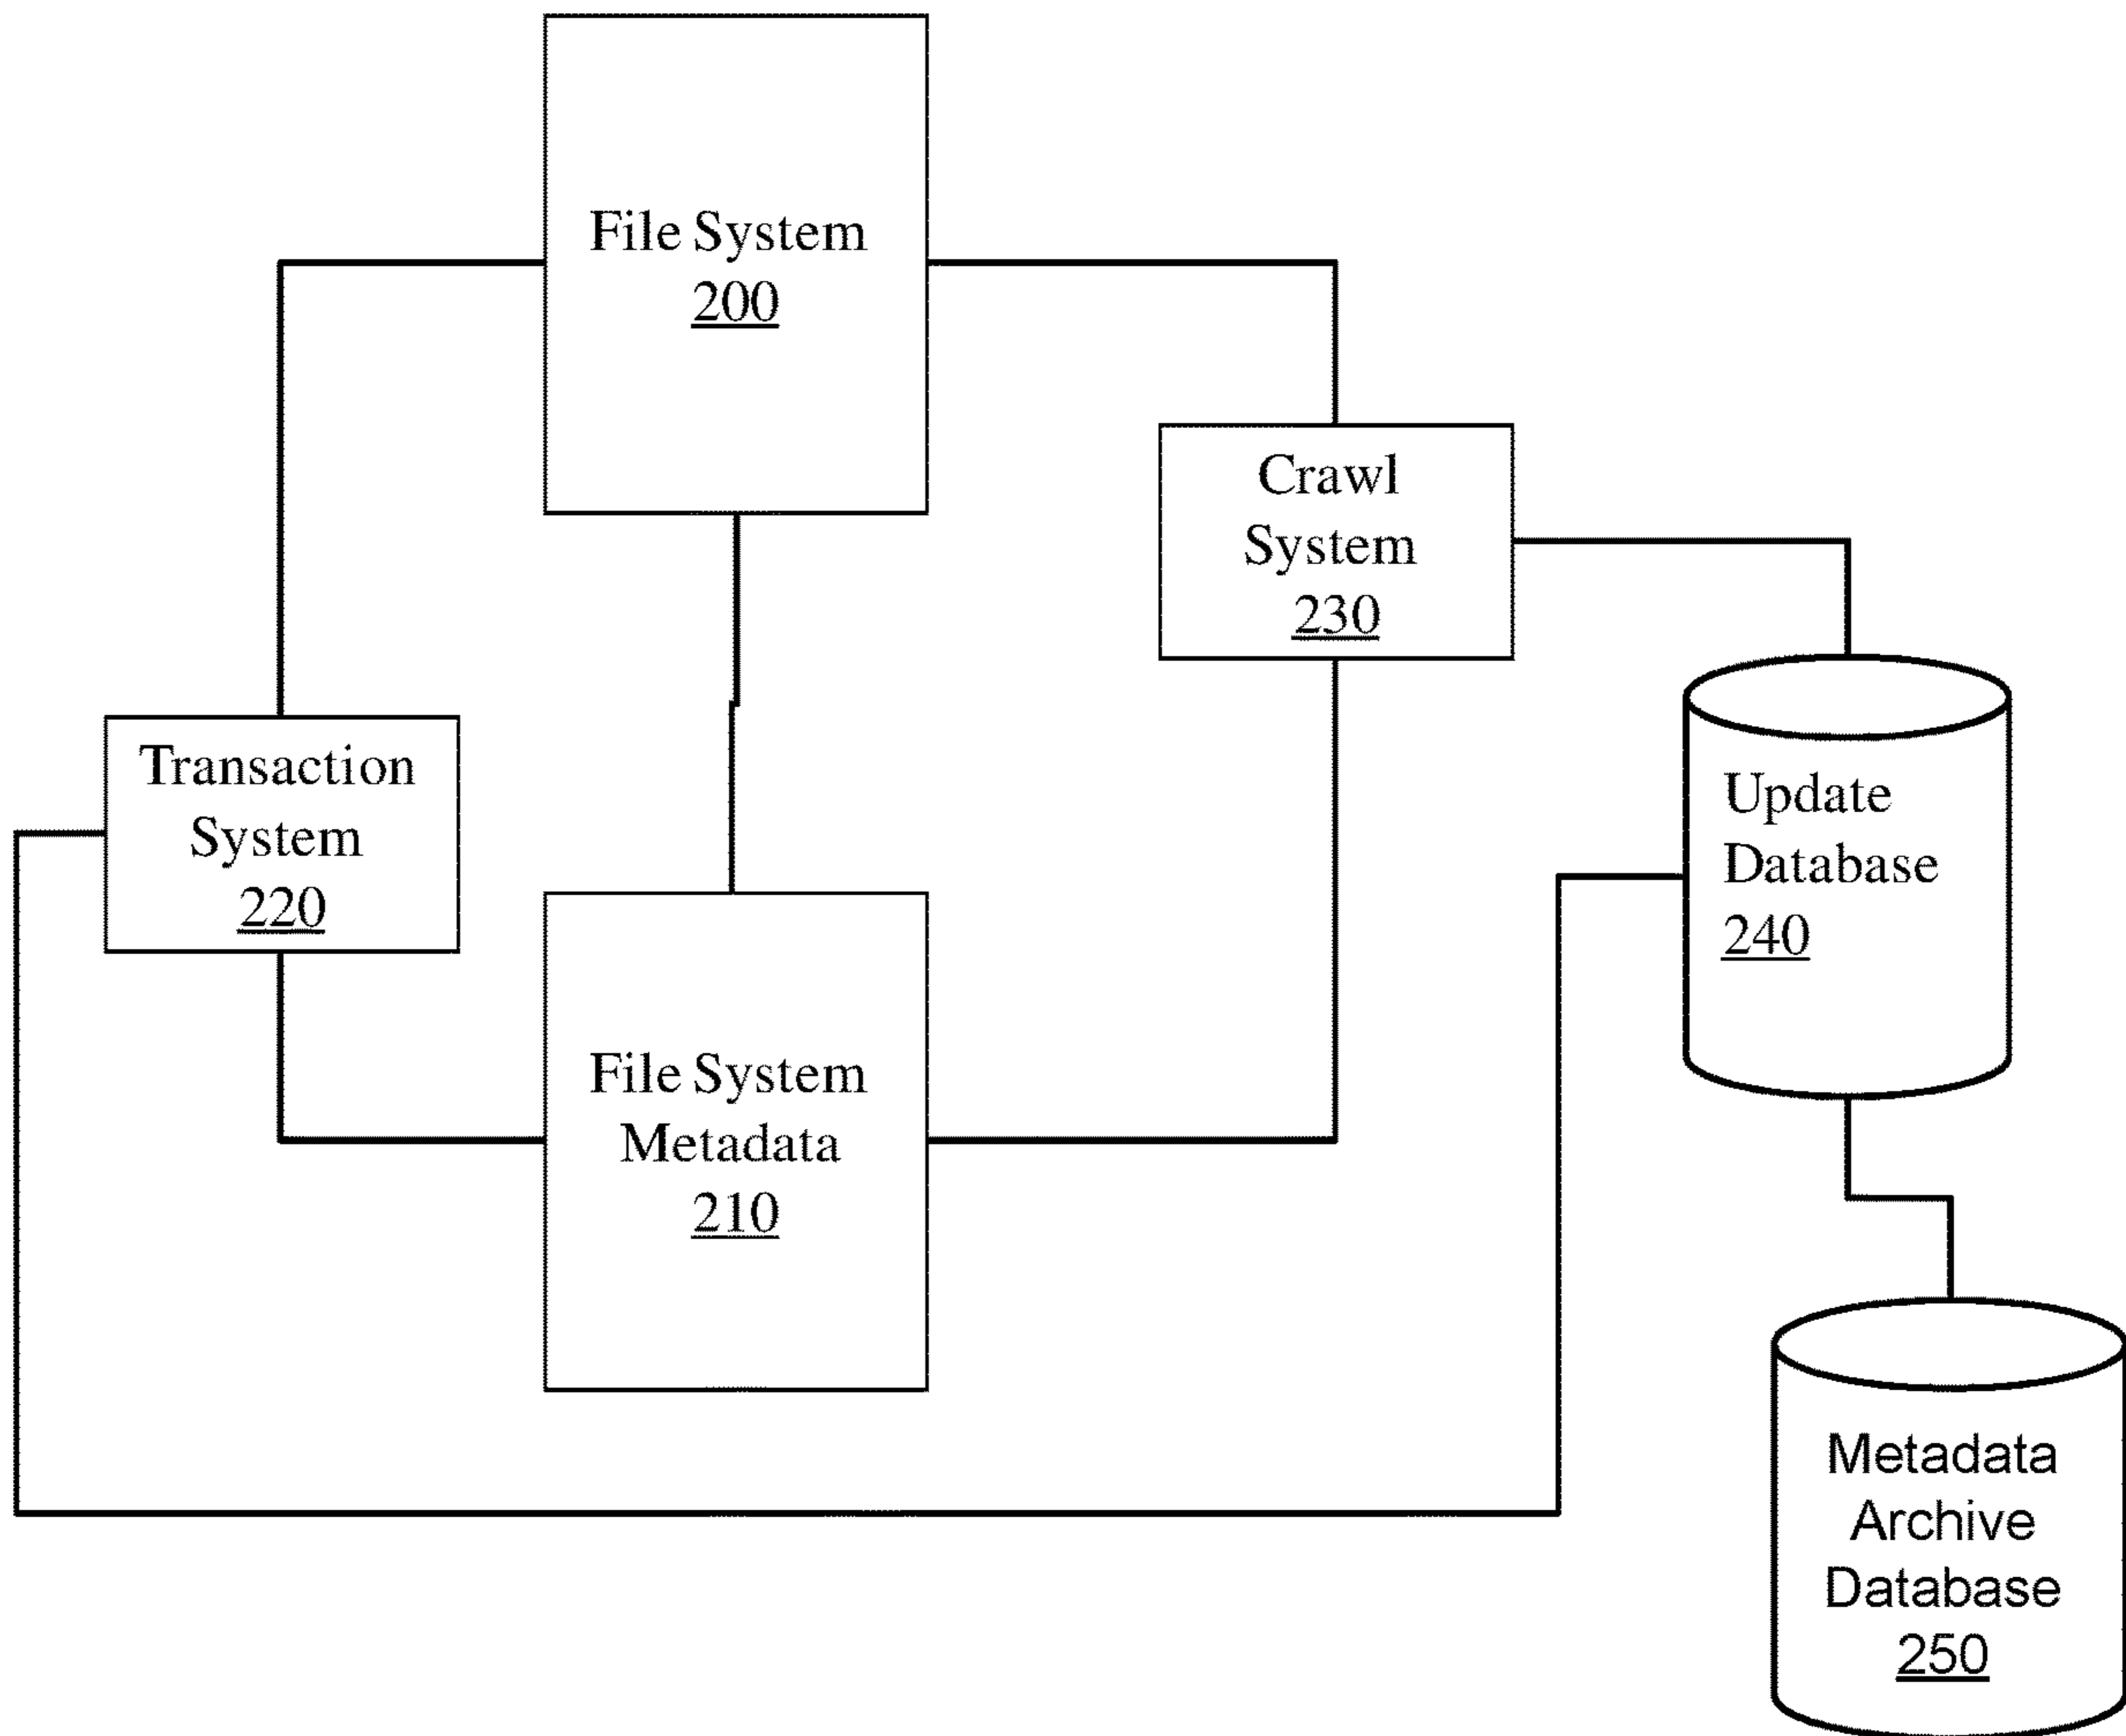 File System
200
Crawl
System
230
Transaction
System
220
Update
Database
240
File System
Metadata
210
Metadata
Archive
Database
250